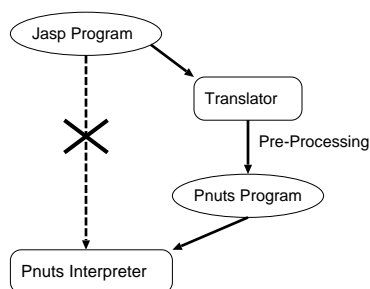 Jasp Program
Translator
Pre-Processing
Pnuts Program
Pnuts Interpreter